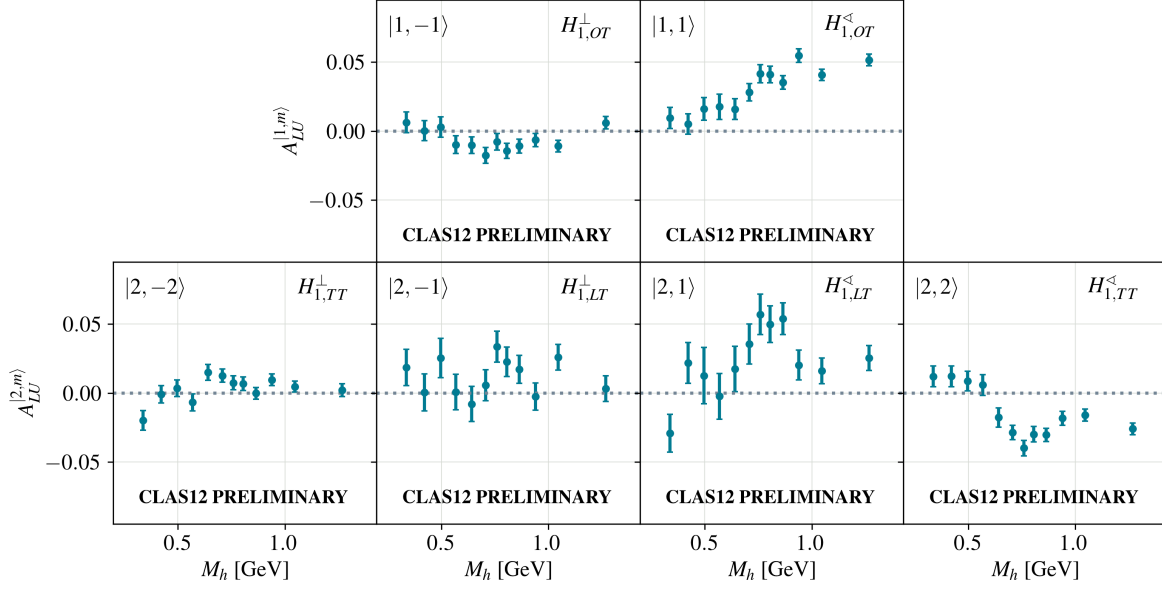 |1, −1⟩ H⊥1,OT |1, 1⟩ H∢1,OT
0.05
0.00
−0.05
A|1,m⟩LU
CLAS12 PRELIMINARY CLAS12 PRELIMINARY
|2, −2⟩ H⊥1,TT |2, −1⟩ H⊥1,LT |2, 1⟩ H∢1,LT |2, 2⟩ H∢1,TT
0.05
0.00
−0.05
A|2,m⟩LU
CLAS12 PRELIMINARY CLAS12 PRELIMINARY CLAS12 PRELIMINARY CLAS12 PRELIMINARY
0.5 1.0 0.5 1.0 0.5 1.0 0.5 1.0
Mh [GeV] Mh [GeV] Mh [GeV] Mh [GeV]